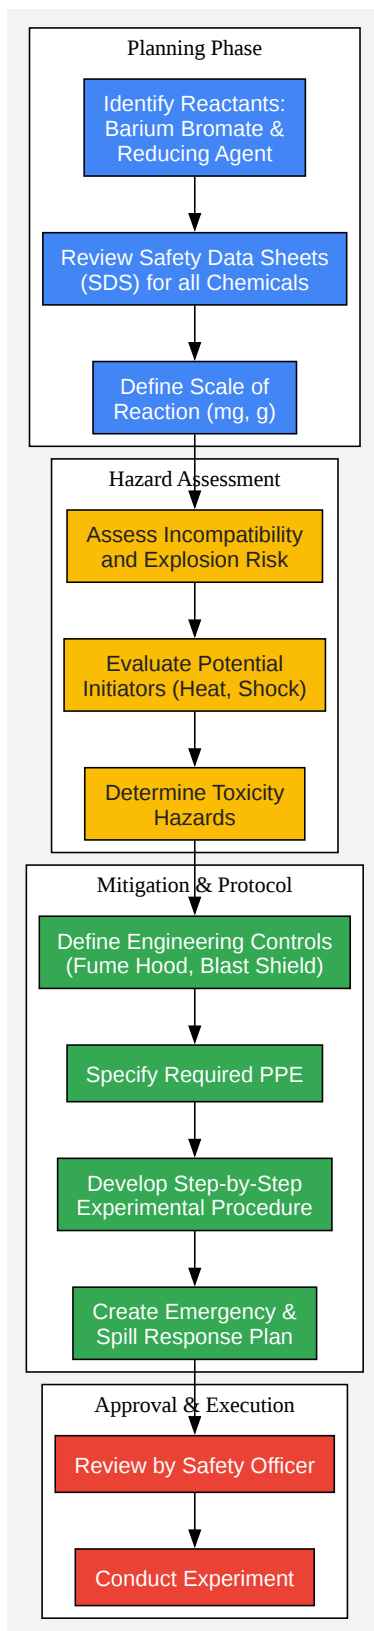 Planning Phase
Identify Reactants:
Barium Bromate &
Reducing Agent
Review Safety Data Sheets
(SDS) for all Chemicals
Define Scale of
Reaction (mg, g)
Hazard Assessment
Assess Incompatibility
and Explosion Risk
Evaluate Potential
Initiators (Heat, Shock)
Determine Toxicity
Hazards
Mitigation & Protocol
Define Engineering Controls
(Fume Hood, Blast Shield)
Specify Required PPE
Develop Step-by-Step
Experimental Procedure
Create Emergency &
Spill Response Plan
Approval & Execution
Review by Safety Officer
Conduct Experiment